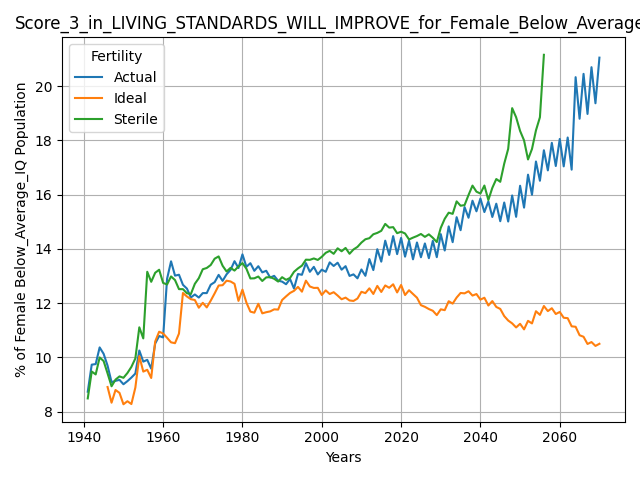 Score_3_in_LIVING_STANDARDS_WILL_IMPROVE_for_Female_Below_Average
Fertility
Actual
Ideal
Sterile
% of Female Below_Average_IQ Population
20
18
16
14
12
10
8
1940 1960 1980 2000 2020 2040 2060
Years